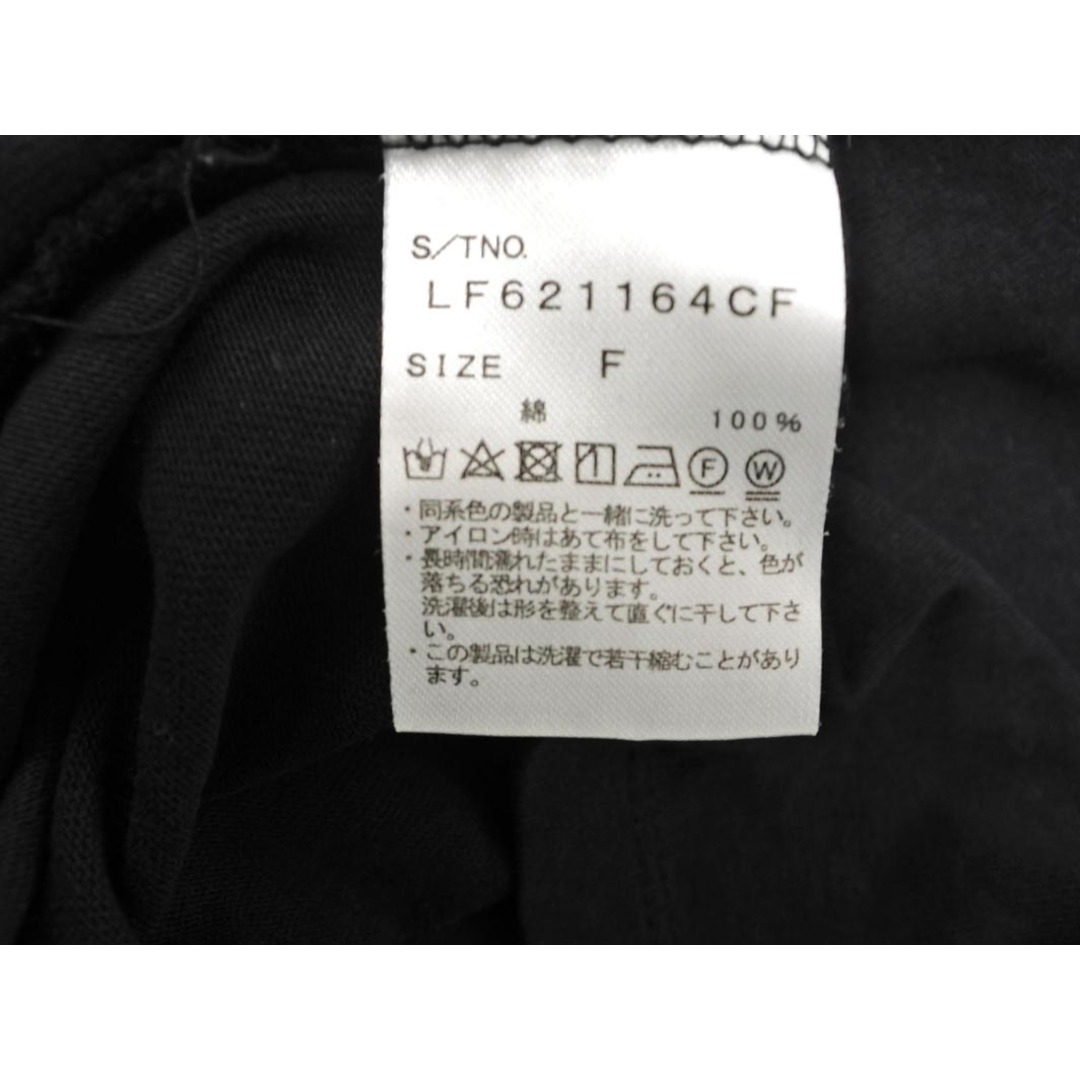 S/TNO.
LF621164CF
SIZE F
綿 100%
F W
・同系色の製品と一緒に洗って下さい。
・アイロン時はあて布をして下さい。
・長時間濡れたままにしておくと、色が
落ちる恐れがあります。
洗濯後は形を整えて直ぐに干して下さ
い。
・この製品は洗濯で若干縮むことがあり
ます。